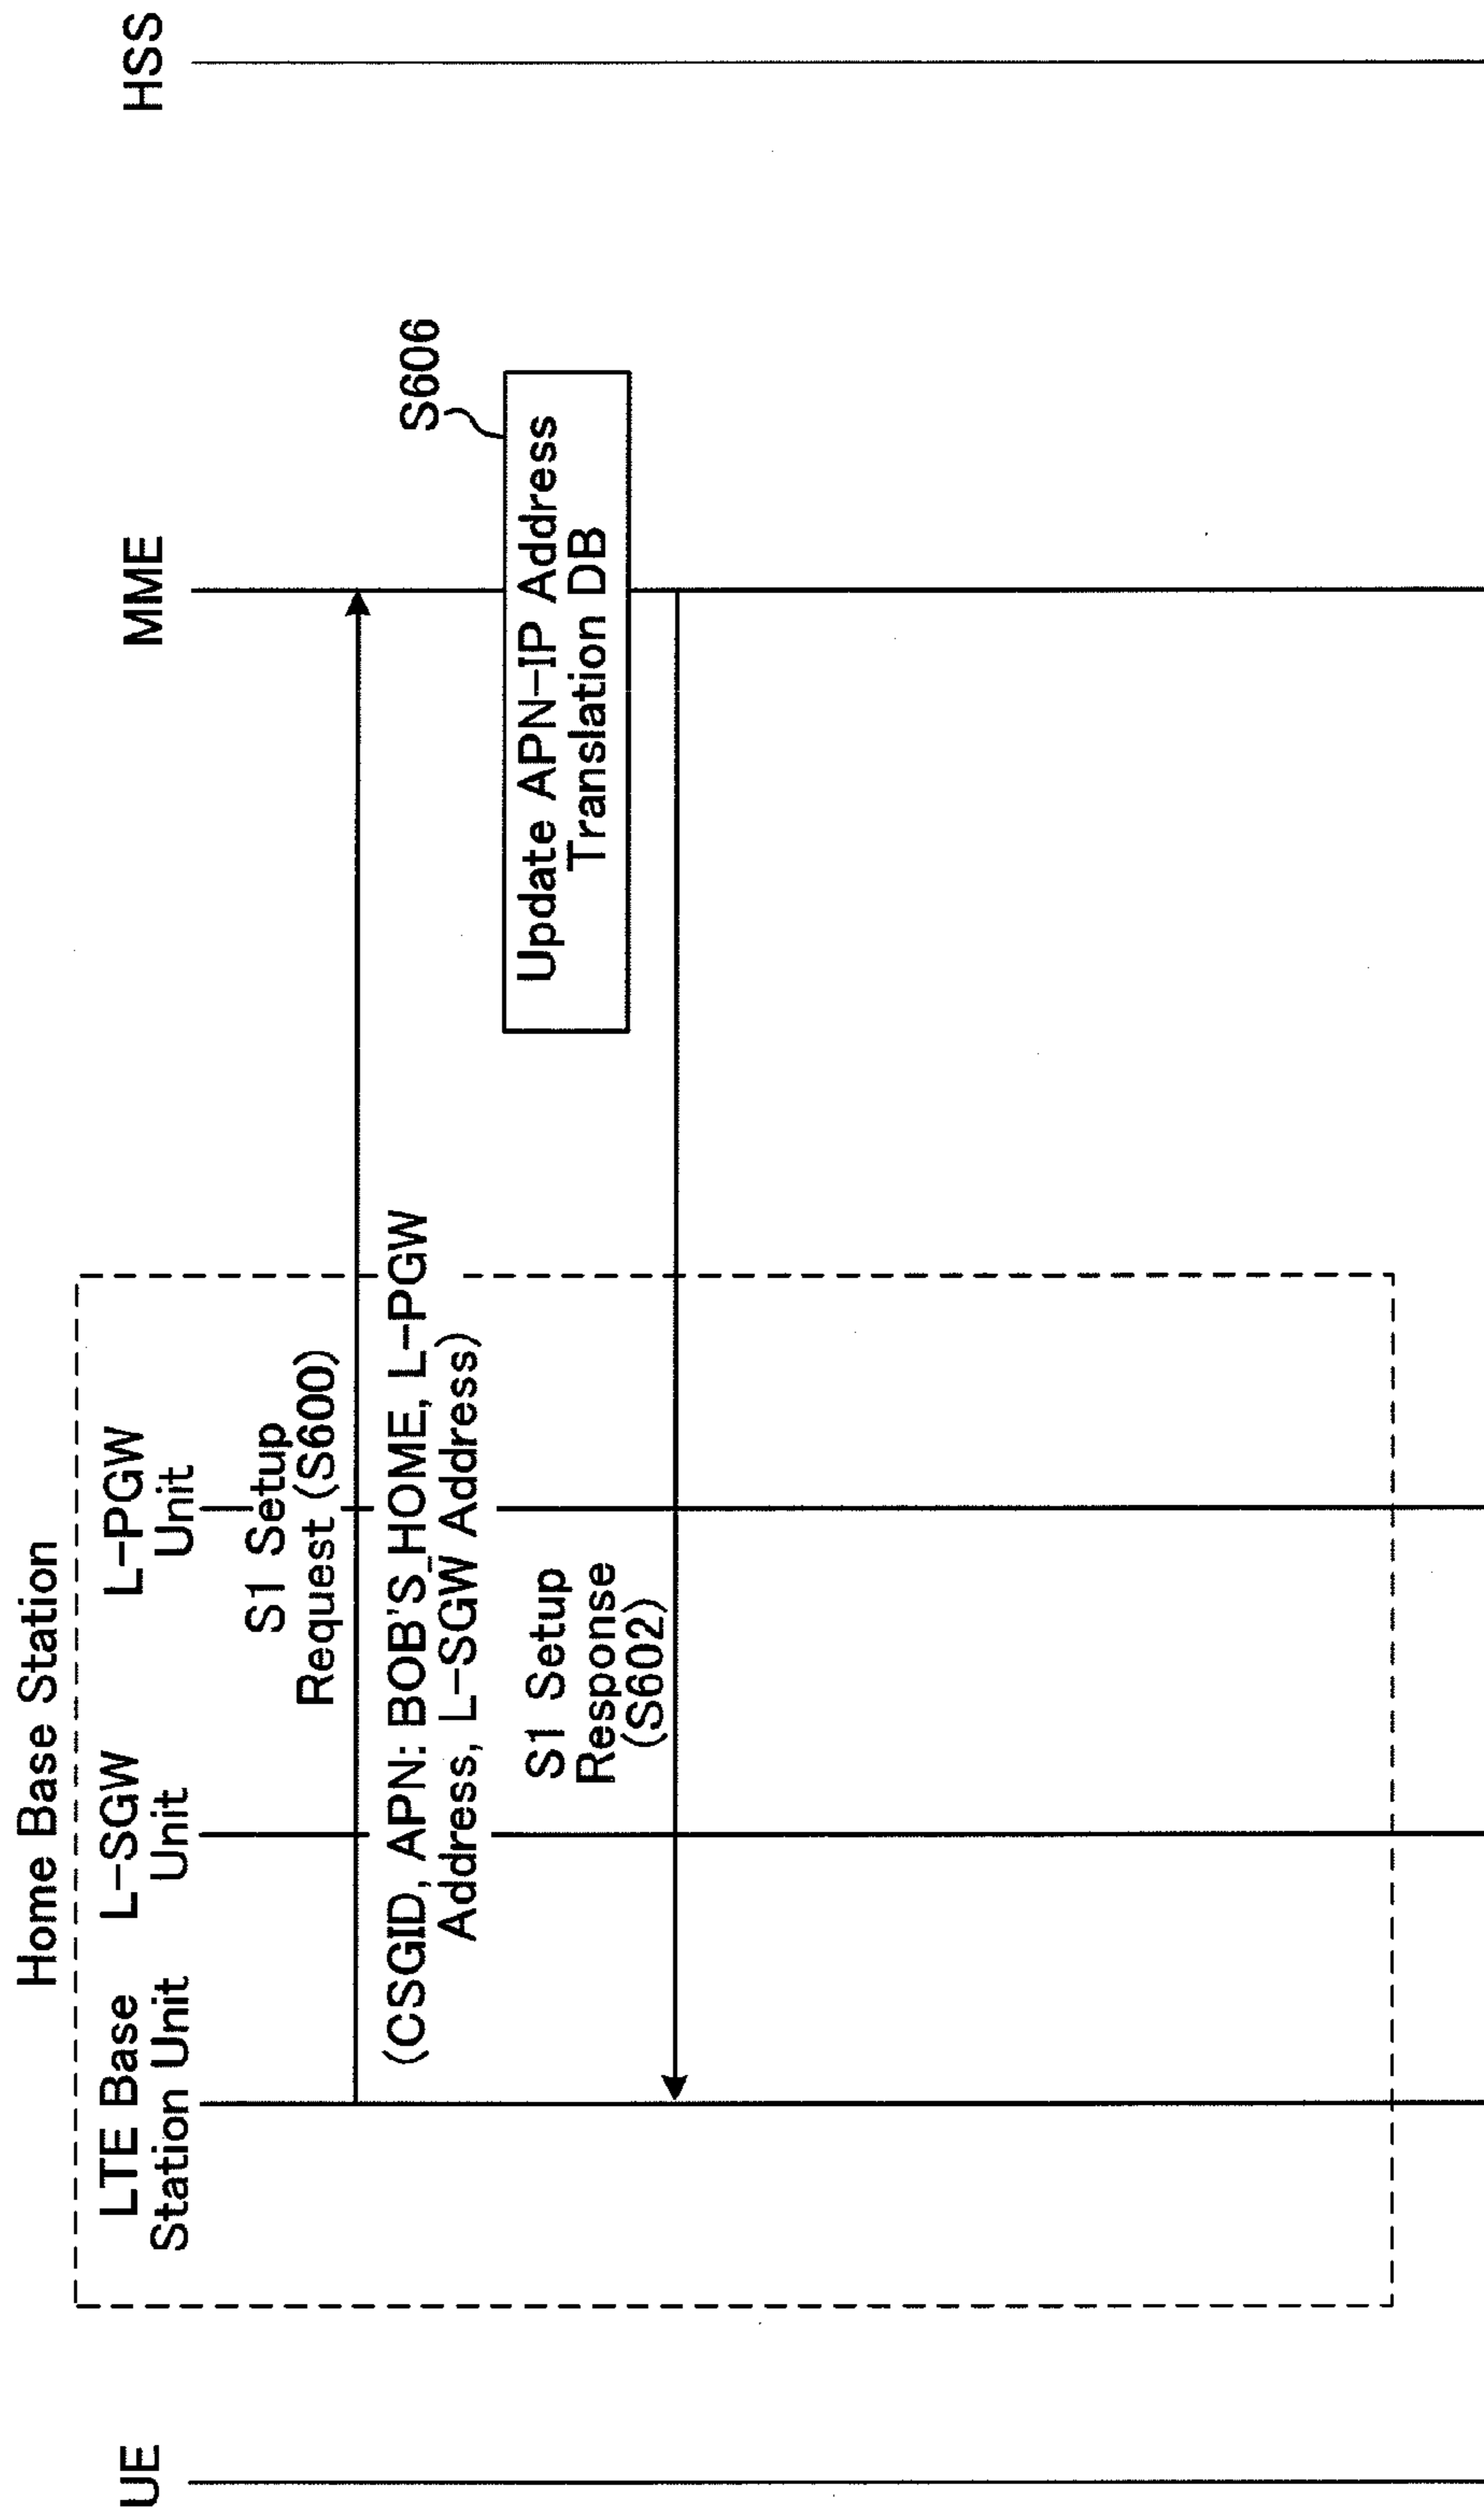 Home Base Station
UE
LTE Base
Station Unit
L-SGW
Unit
L-PGW
Unit
MME
HSS
S1 Setup
Request (S600)
(CSGID, APN: BOB'S_HOME, L-PGW
Address, L-SGW Address)
S606
Update APN-IP Address
Translation DB
S1 Setup
Response
(S602)